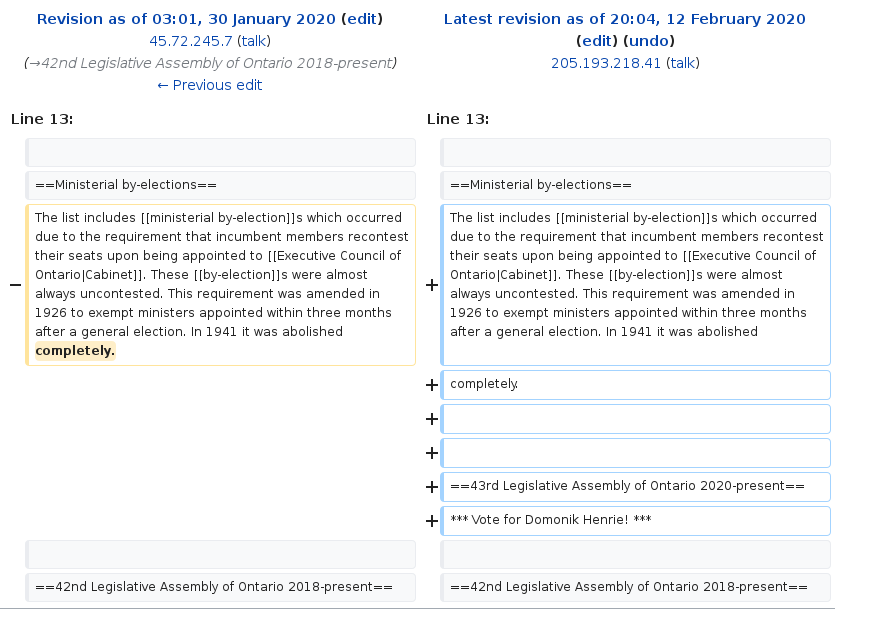 Revision as of 03:01, 30 January 2020 (edit)
45.72.245.7 (talk)
(→42nd Legislative Assembly of Ontario 2018-present)
← Previous edit
Latest revision as of 20:04, 12 February 2020
(edit) (undo)
205.193.218.41 (talk)
Line 13:
Line 13:
==Ministerial by-elections==
==Ministerial by-elections==
−
The list includes [[ministerial by-election]]s which occurred
due to the requirement that incumbent members recontest
their seats upon being appointed to [[Executive Council of
Ontario|Cabinet]]. These [[by-election]]s were almost
always uncontested. This requirement was amended in
1926 to exempt ministers appointed within three months
after a general election. In 1941 it was abolished
completely.
+
The list includes [[ministerial by-election]]s which occurred
due to the requirement that incumbent members recontest
their seats upon being appointed to [[Executive Council of
Ontario|Cabinet]]. These [[by-election]]s were almost
always uncontested. This requirement was amended in
1926 to exempt ministers appointed within three months
after a general election. In 1941 it was abolished
+ completely.
+
+
+ ==43rd Legislative Assembly of Ontario 2020-present==
+ *** Vote for Domonik Henrie! ***
==42nd Legislative Assembly of Ontario 2018-present==
==42nd Legislative Assembly of Ontario 2018-present==